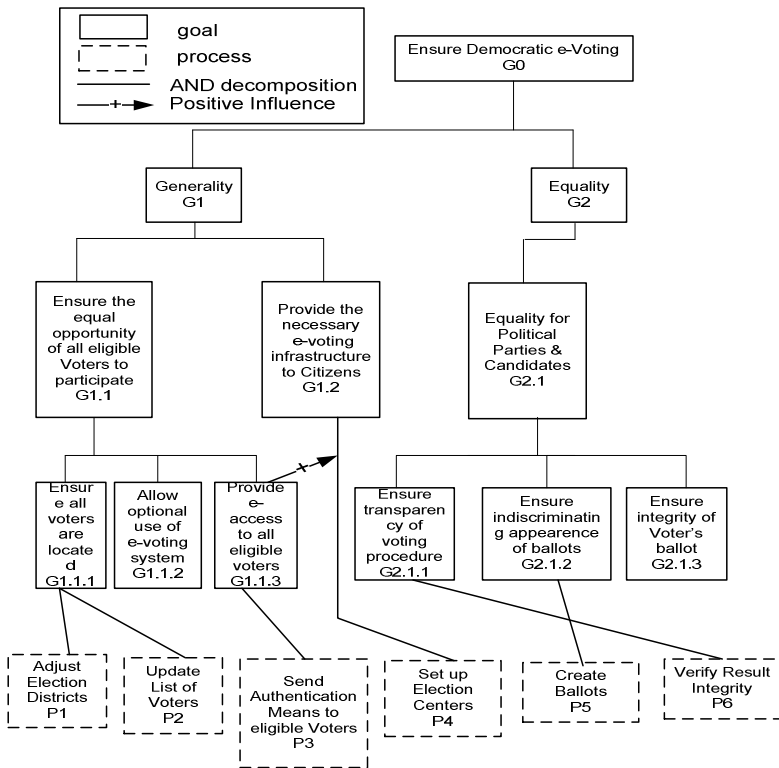 goal
process
AND decomposition
Positive Influence
Ensure Democratic e-Voting
G0
Generality
G1
Equality
G2
Ensure the
equal
opportunity
of all eligible
Voters to
participate
G1.1
Provide the
necessary
e-voting
infrastructure
to Citizens
G1.2
Equality for
Political
Parties &
Candidates
G2.1
Ensur
e all
voters
are
locate
d
G1.1.1
Allow
optional
use of
e-voting
system
G1.1.2
Provide
e-
access
to all
eligible
voters
G1.1.3
Ensure
transparen
cy of
voting
procedure
G2.1.1
Ensure
indiscriminatin
g appearence
of ballots
G2.1.2
Ensure
integrity of
Voter's
ballot
G2.1.3
Adjust
Election
Districts
P1
Update
List of
Voters
P2
Send
Authentication
Means to
eligible Voters
P3
Set up
Election
Centers
P4
Create
Ballots
P5
Verify Result
Integrity
P6